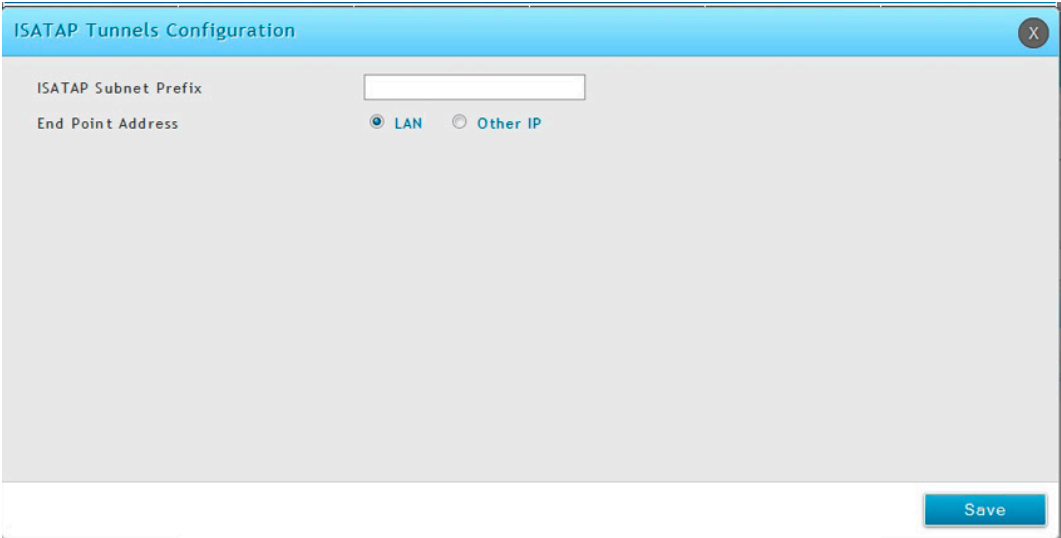 ISATAP Tunnels Configuration
X
ISATAP Subnet Prefix
End Point Address LAN Other IP
Save